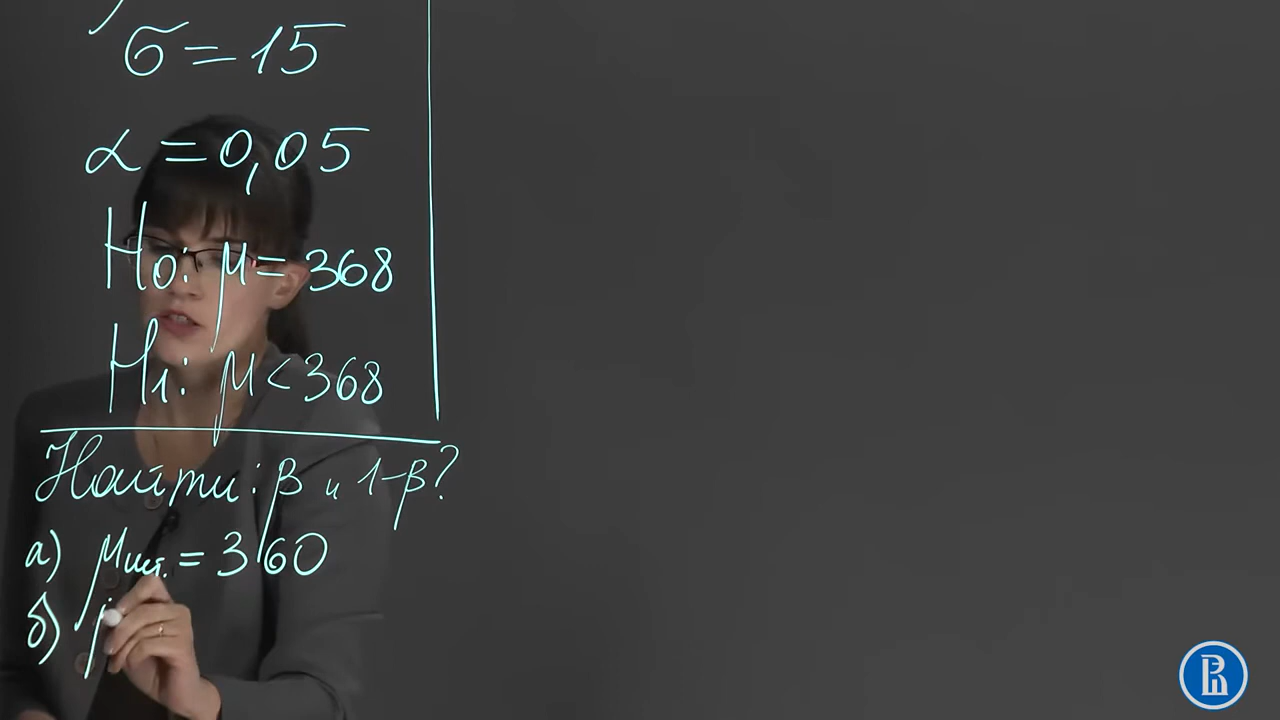 σ = 15
α = 0,05
H₀: μ = 368
H₁: μ < 368
Найти: β и 1-β?
а) μист. = 360
б) μ